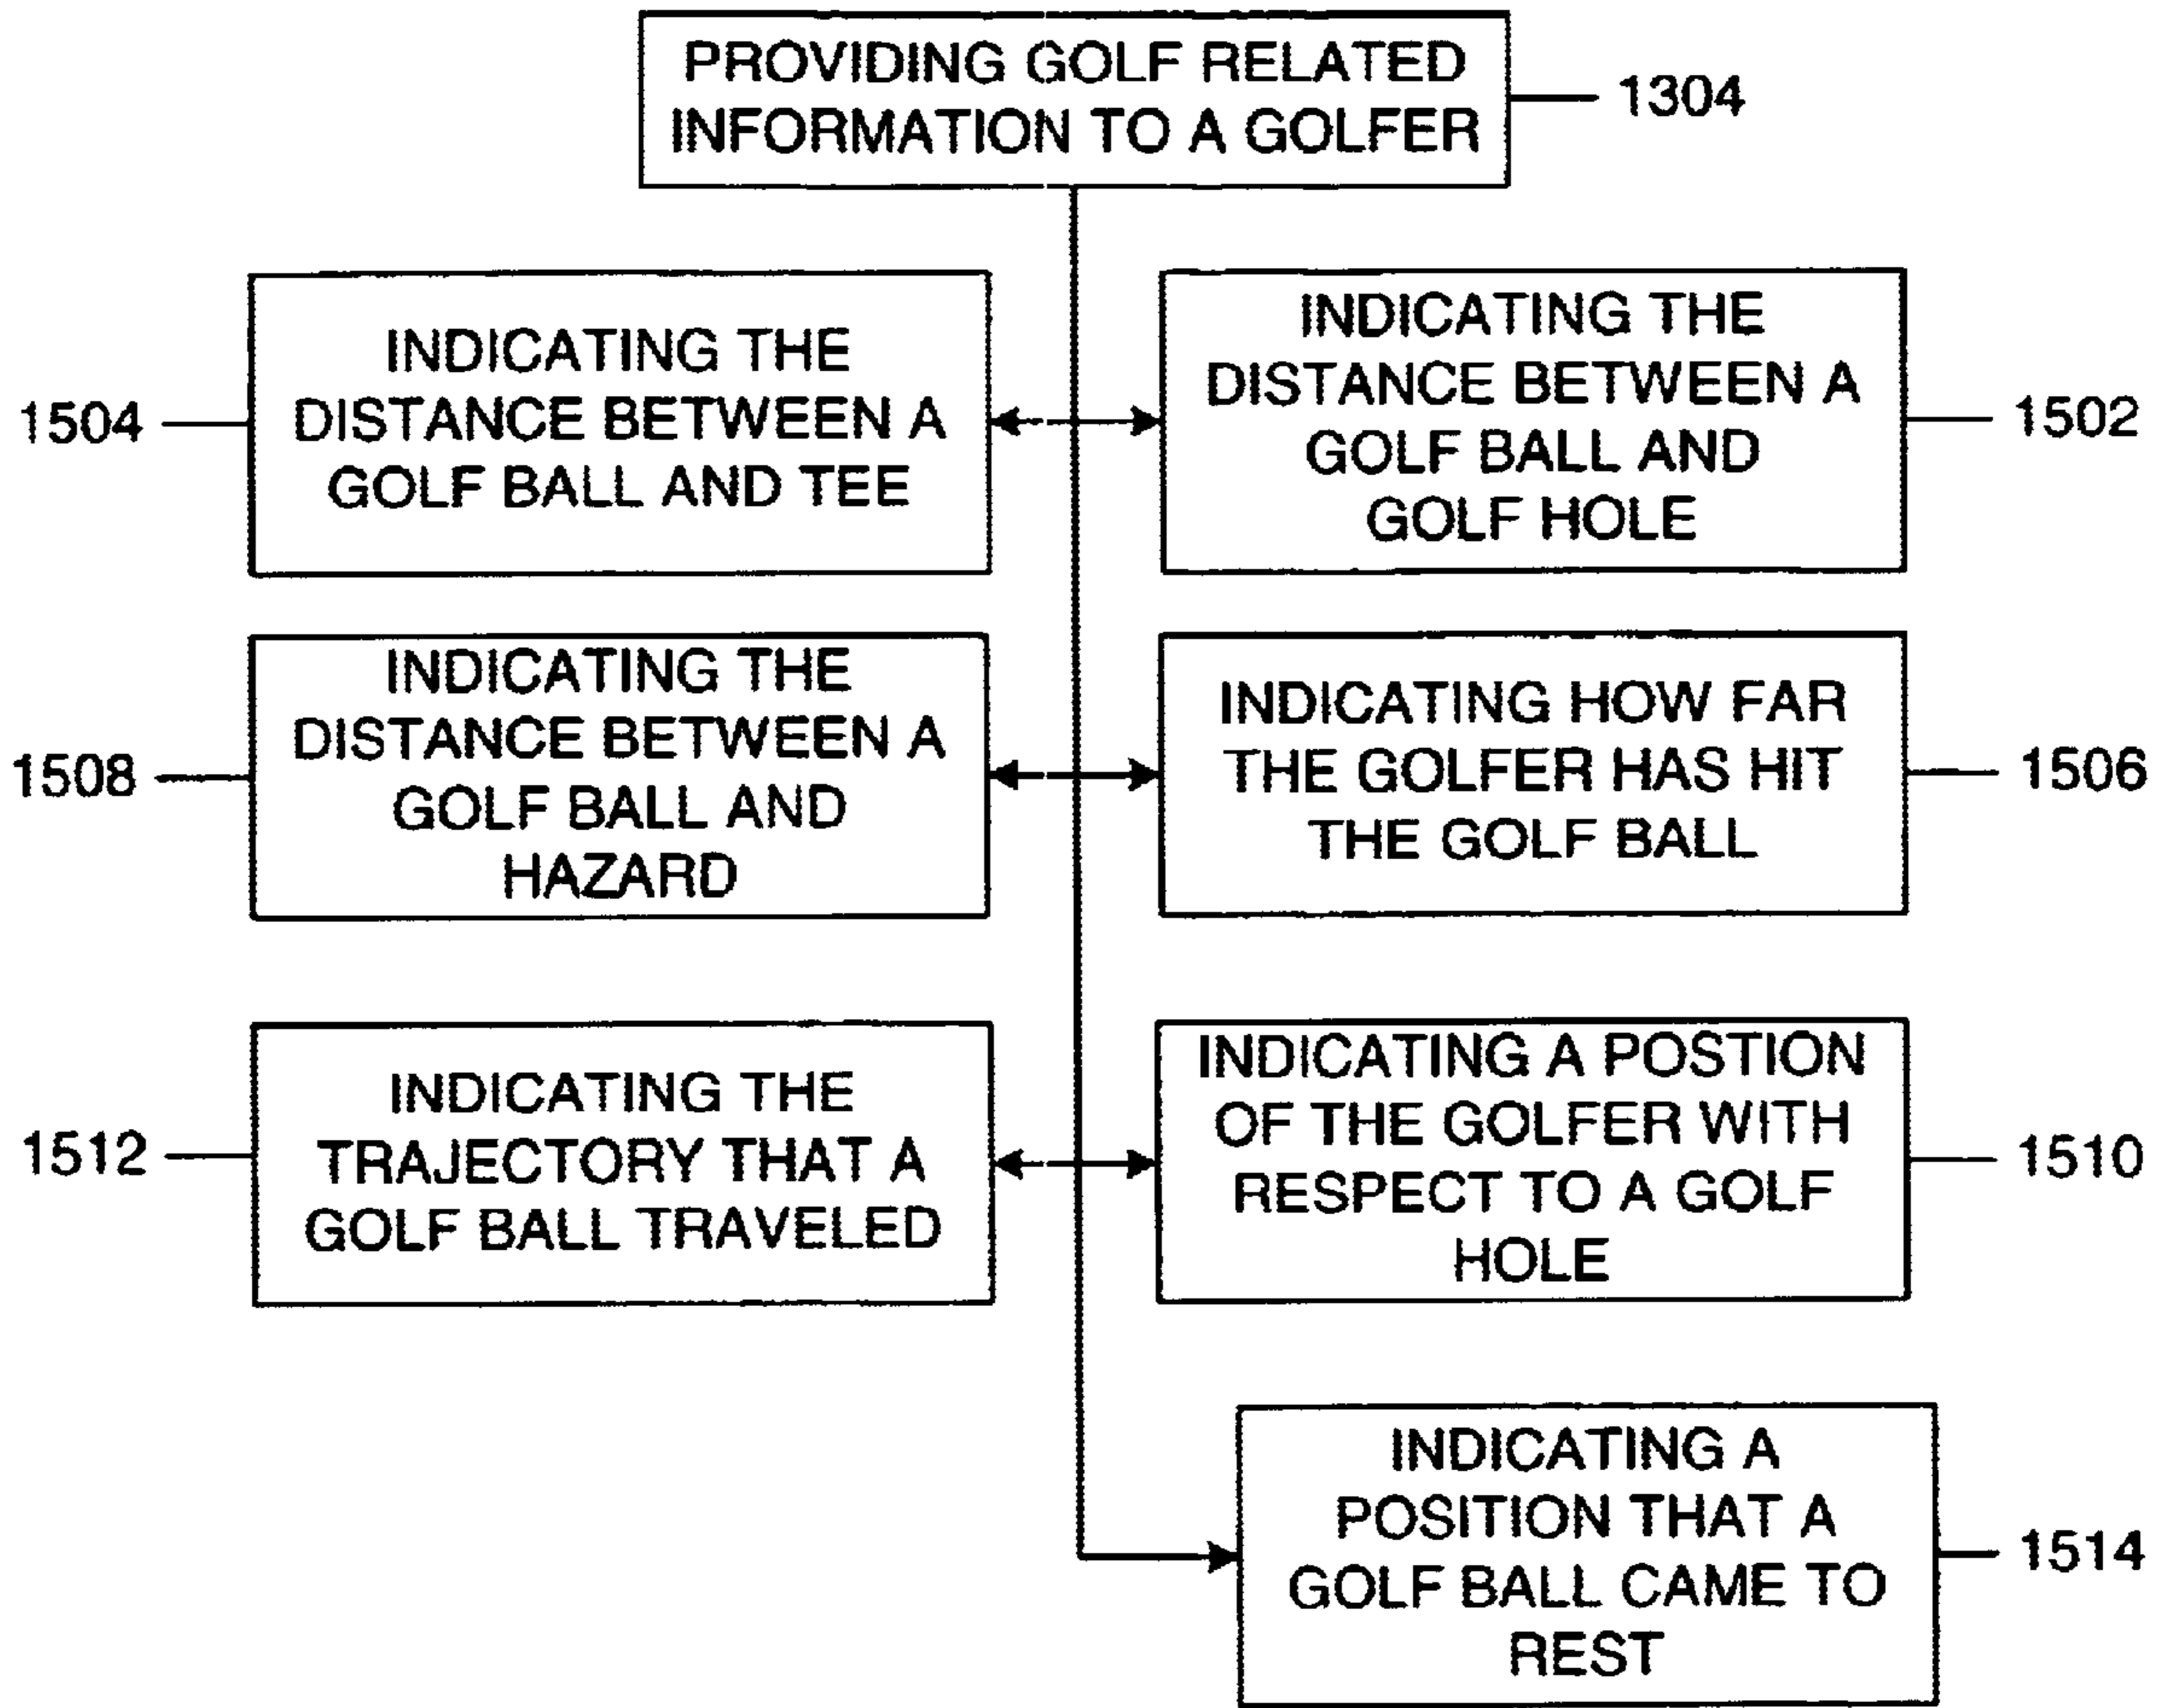 PROVIDING GOLF RELATED
INFORMATION TO A GOLFER
1304
INDICATING THE
DISTANCE BETWEEN A
GOLF BALL AND TEE
1504
INDICATING THE
DISTANCE BETWEEN A
GOLF BALL AND
GOLF HOLE
1502
INDICATING THE
DISTANCE BETWEEN A
GOLF BALL AND
HAZARD
1508
INDICATING HOW FAR
THE GOLFER HAS HIT
THE GOLF BALL
1506
INDICATING THE
TRAJECTORY THAT A
GOLF BALL TRAVELED
1512
INDICATING A POSTION
OF THE GOLFER WITH
RESPECT TO A GOLF
HOLE
1510
INDICATING A
POSITION THAT A
GOLF BALL CAME TO
REST
1514